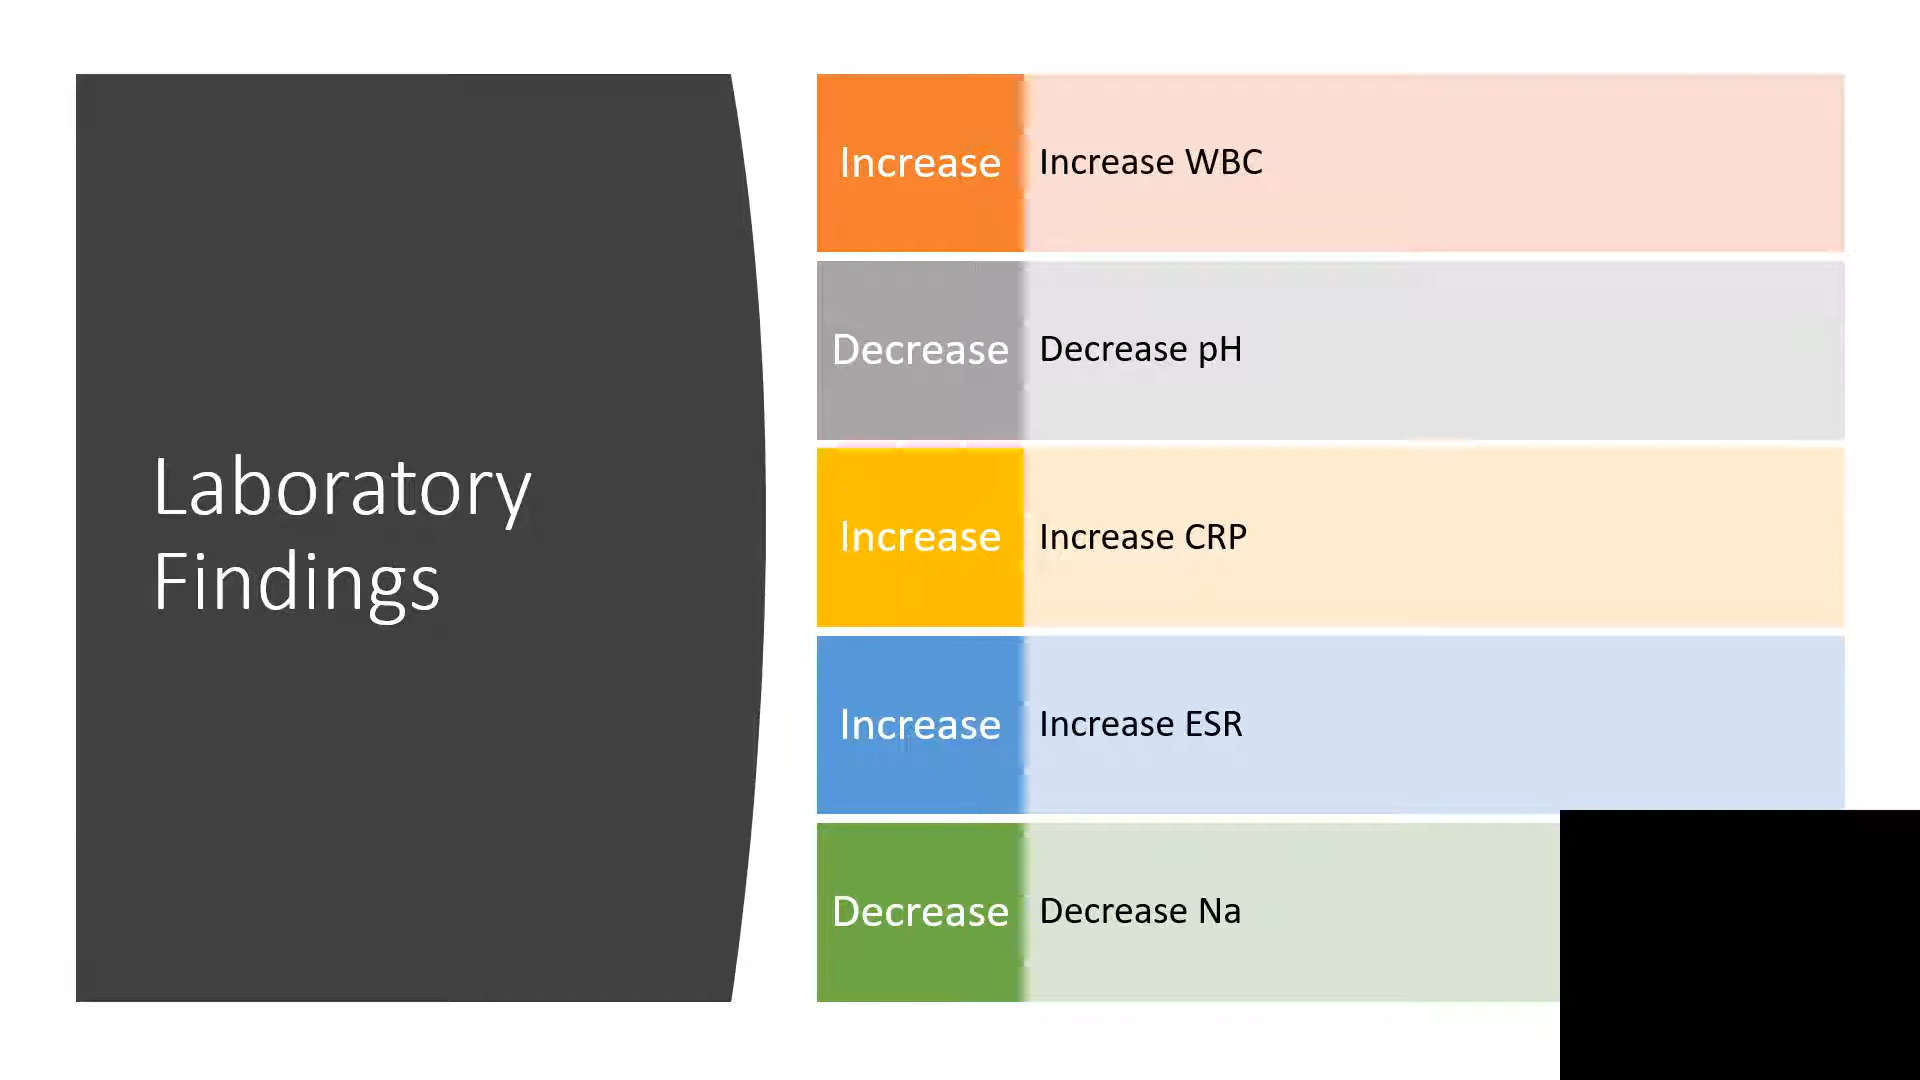 Laboratory
Findings
Increase
Increase WBC
Decrease
Decrease pH
Increase
Increase CRP
Increase
Increase ESR
Decrease
Decrease Na